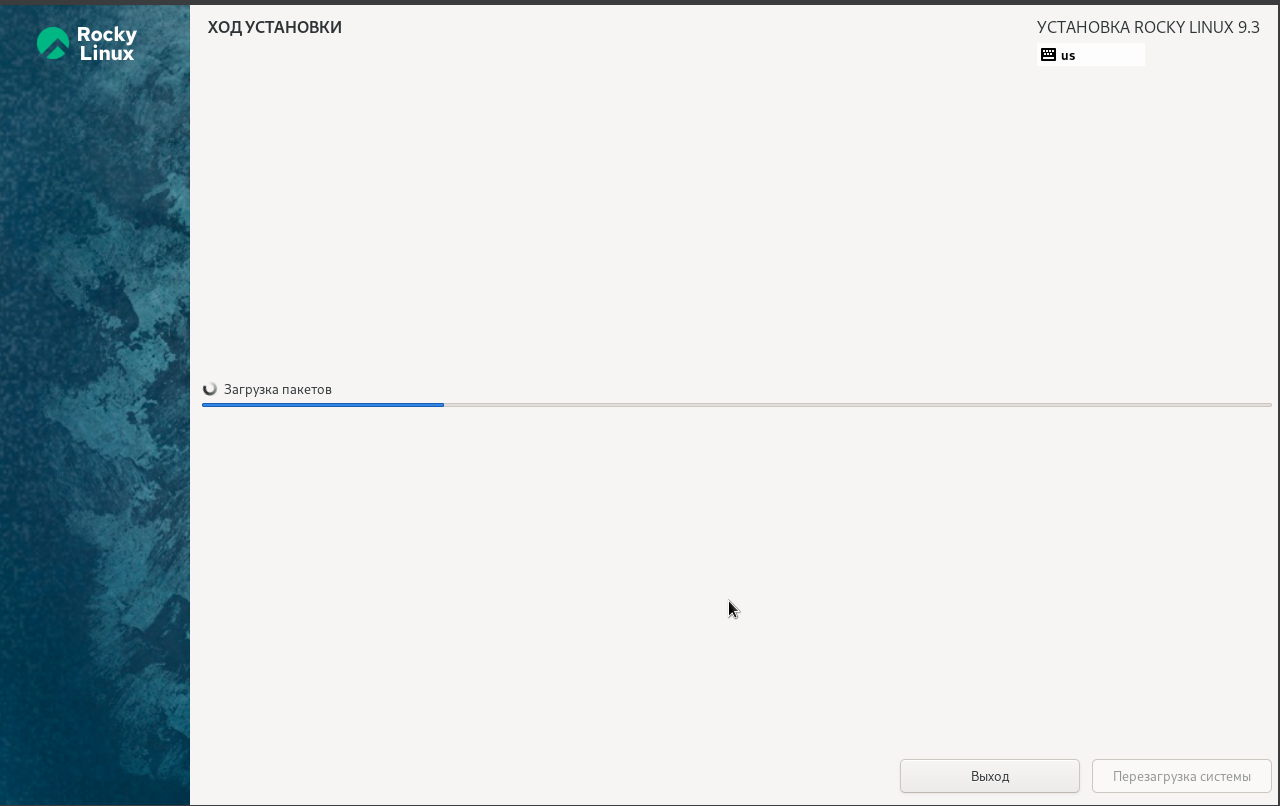 Rocky
Linux
ХОД УСТАНОВКИ
УСТАНОВКА ROCKY LINUX 9.3
us
Загрузка пакетов
Выход
Перезагрузка системы